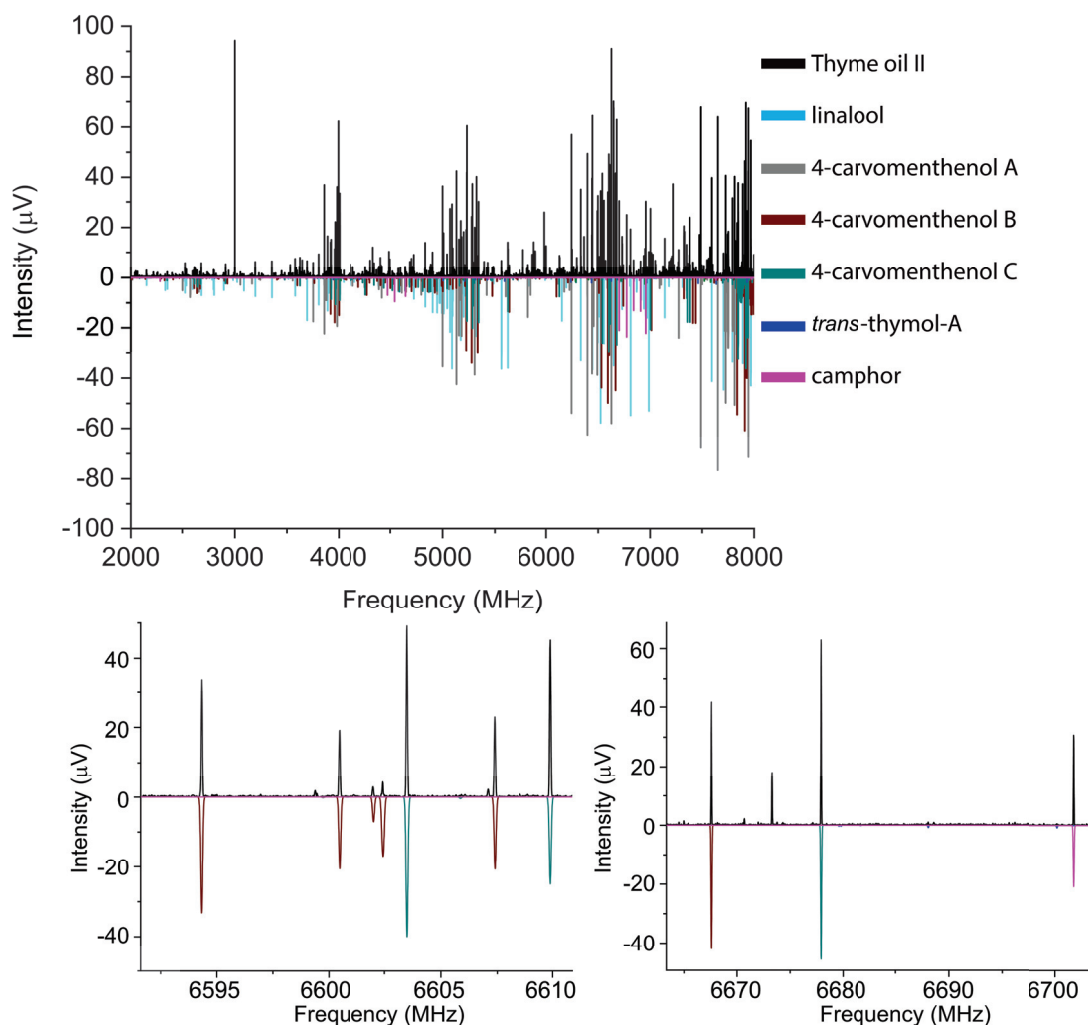 100
80
60
40
20
0
-20
-40
-60
-80
-100
Intensity (μV)
2000 3000 4000 5000 6000 7000 8000
Frequency (MHz)
Thyme oil II
linalool
4-carvomenthenol A
4-carvomenthenol B
4-carvomenthenol C
trans-thymol-A
camphor
40
20
0
-20
-40
Intensity (μV)
6595 6600 6605 6610
Frequency (MHz)
60
40
20
0
-20
-40
Intensity (μV)
6670 6680 6690 6700
Frequency (MHz)